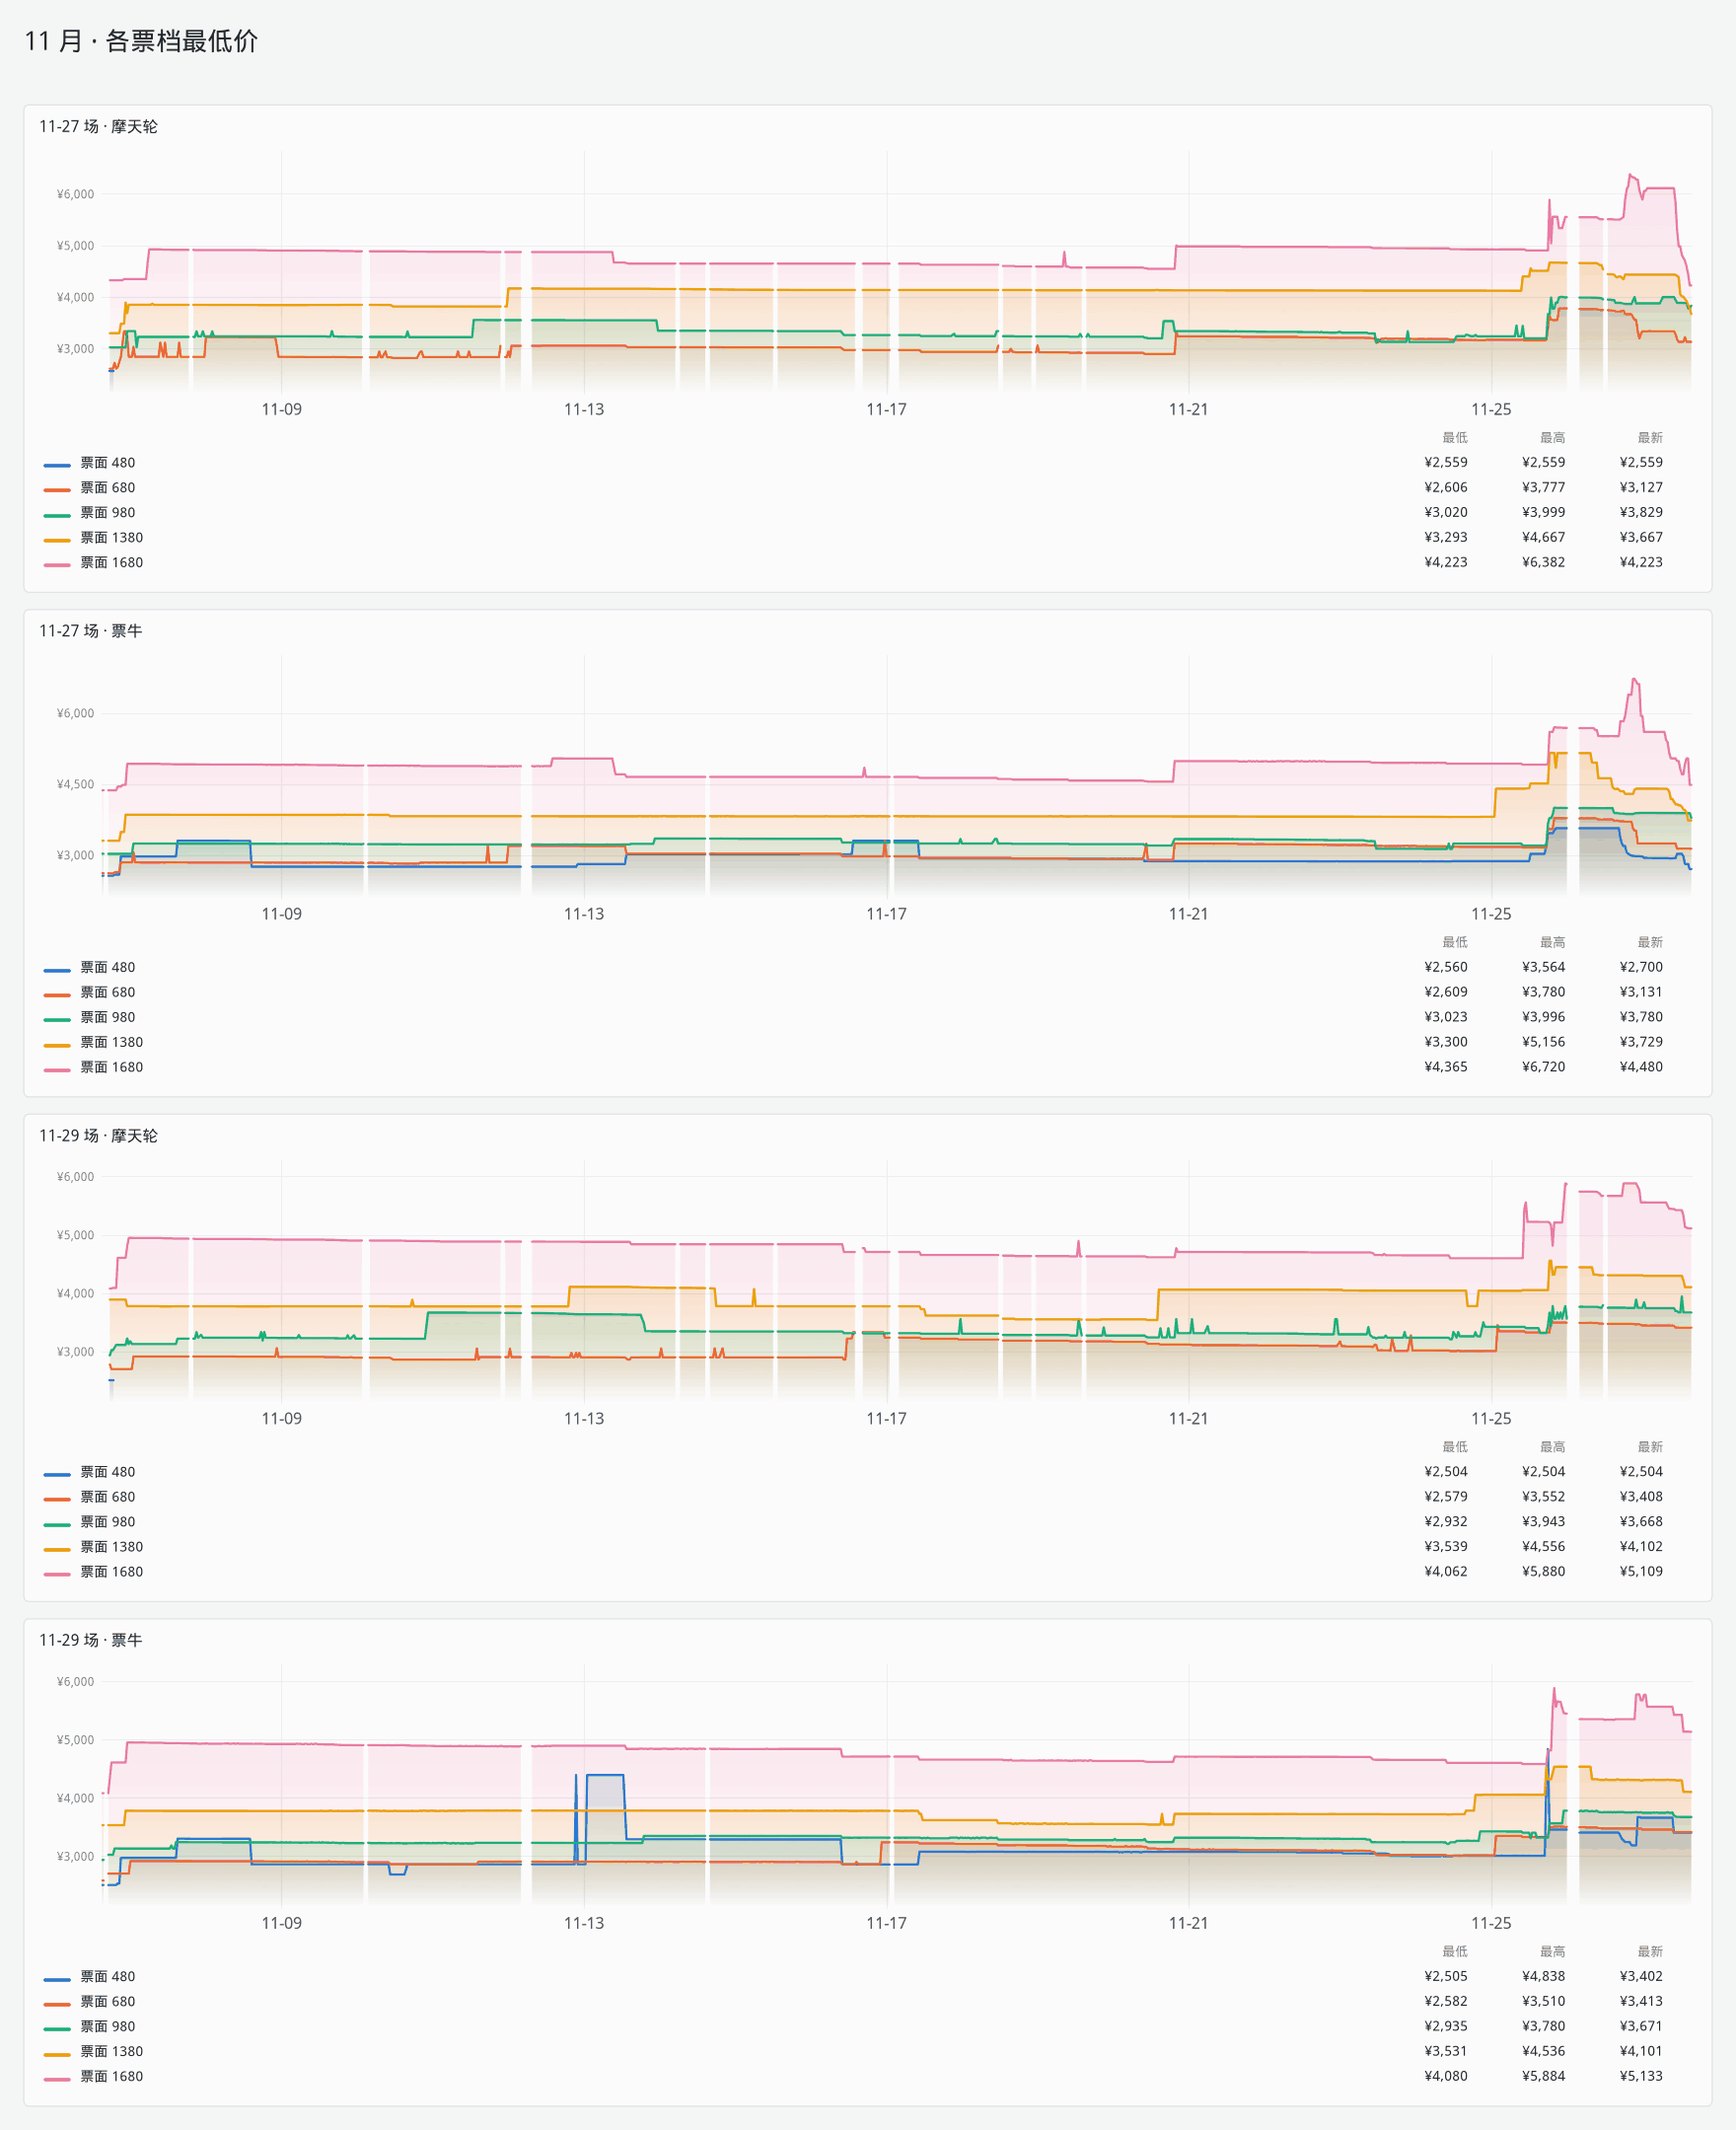 11 月 · 各票档最低价
11-27 场 · 摩天轮
¥6,000
¥5,000
¥4,000
¥3,000
11-09 11-13 11-17 11-21 11-25
最低 最高 最新
票面 480 ¥2,559 ¥2,559 ¥2,559
票面 680 ¥2,606 ¥3,777 ¥3,127
票面 980 ¥3,020 ¥3,999 ¥3,829
票面 1380 ¥3,293 ¥4,667 ¥3,667
票面 1680 ¥4,223 ¥6,382 ¥4,223
11-27 场 · 票牛
¥6,000
¥4,500
¥3,000
11-09 11-13 11-17 11-21 11-25
最低 最高 最新
票面 480 ¥2,560 ¥3,564 ¥2,700
票面 680 ¥2,609 ¥3,780 ¥3,131
票面 980 ¥3,023 ¥3,996 ¥3,780
票面 1380 ¥3,300 ¥5,156 ¥3,729
票面 1680 ¥4,365 ¥6,720 ¥4,480
11-29 场 · 摩天轮
¥6,000
¥5,000
¥4,000
¥3,000
11-09 11-13 11-17 11-21 11-25
最低 最高 最新
票面 480 ¥2,504 ¥2,504 ¥2,504
票面 680 ¥2,579 ¥3,552 ¥3,408
票面 980 ¥2,932 ¥3,943 ¥3,668
票面 1380 ¥3,539 ¥4,556 ¥4,102
票面 1680 ¥4,062 ¥5,880 ¥5,109
11-29 场 · 票牛
¥6,000
¥5,000
¥4,000
¥3,000
11-09 11-13 11-17 11-21 11-25
最低 最高 最新
票面 480 ¥2,505 ¥4,838 ¥3,402
票面 680 ¥2,582 ¥3,510 ¥3,413
票面 980 ¥2,935 ¥3,780 ¥3,671
票面 1380 ¥3,531 ¥4,536 ¥4,101
票面 1680 ¥4,080 ¥5,884 ¥5,133